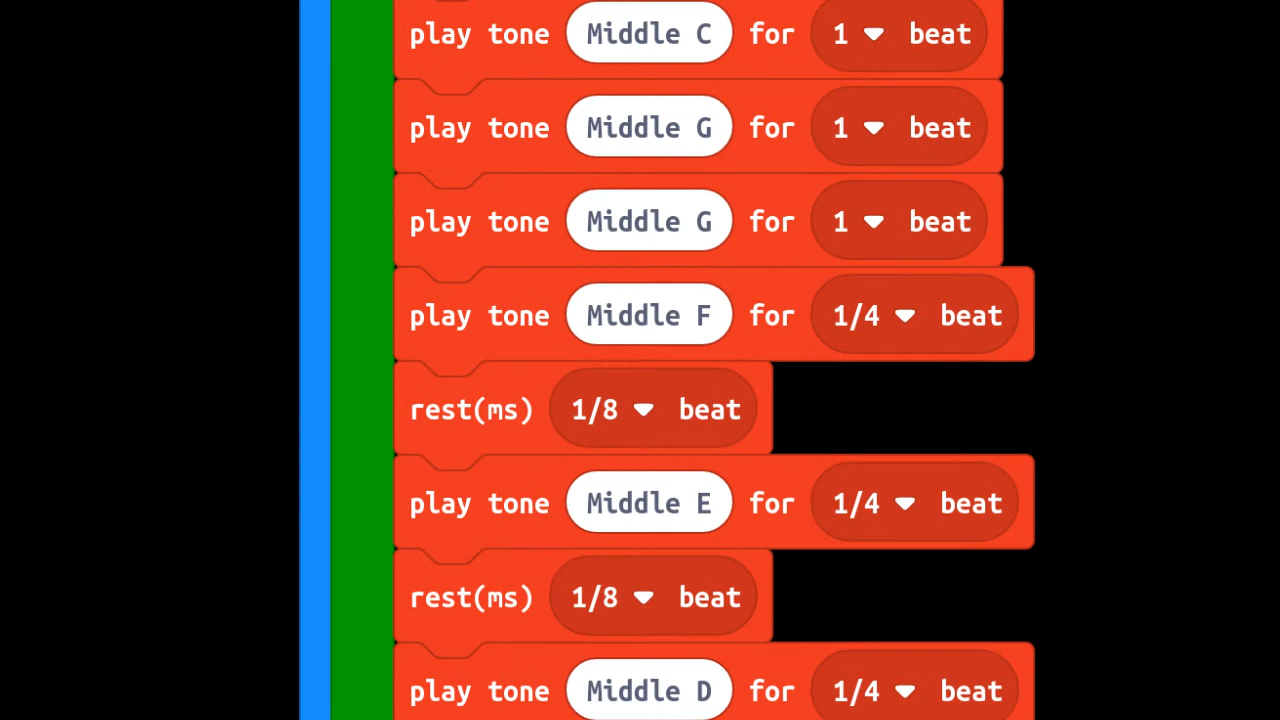 play tone Middle C for 1 beat
play tone Middle G for 1 beat
play tone Middle G for 1 beat
play tone Middle F for 1/4 beat
rest(ms) 1/8 beat
play tone Middle E for 1/4 beat
rest(ms) 1/8 beat
play tone Middle D for 1/4 beat